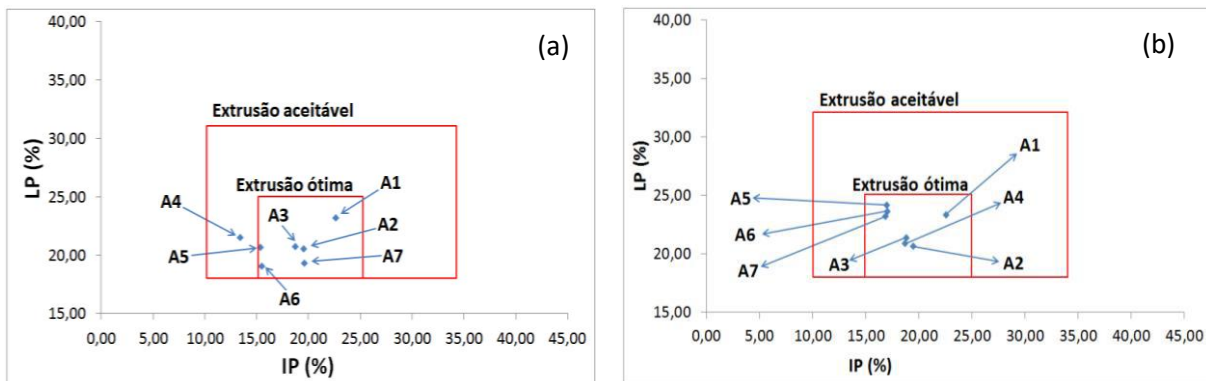 (a)
40,00
35,00
30,00
25,00
20,00
15,00
LP (%)
Extrusão aceitável
Extrusão ótima
A1
A2
A3
A4
A5
A6
A7
0,00 5,00 10,00 15,00 20,00 25,00 30,00 35,00 40,00 45,00
IP (%)
(b)
40,00
35,00
30,00
25,00
20,00
15,00
LP (%)
Extrusão aceitável
Extrusão ótima
A1
A4
A5
A6
A7
A3
A2
0,00 5,00 10,00 15,00 20,00 25,00 30,00 35,00 40,00 45,00
IP (%)